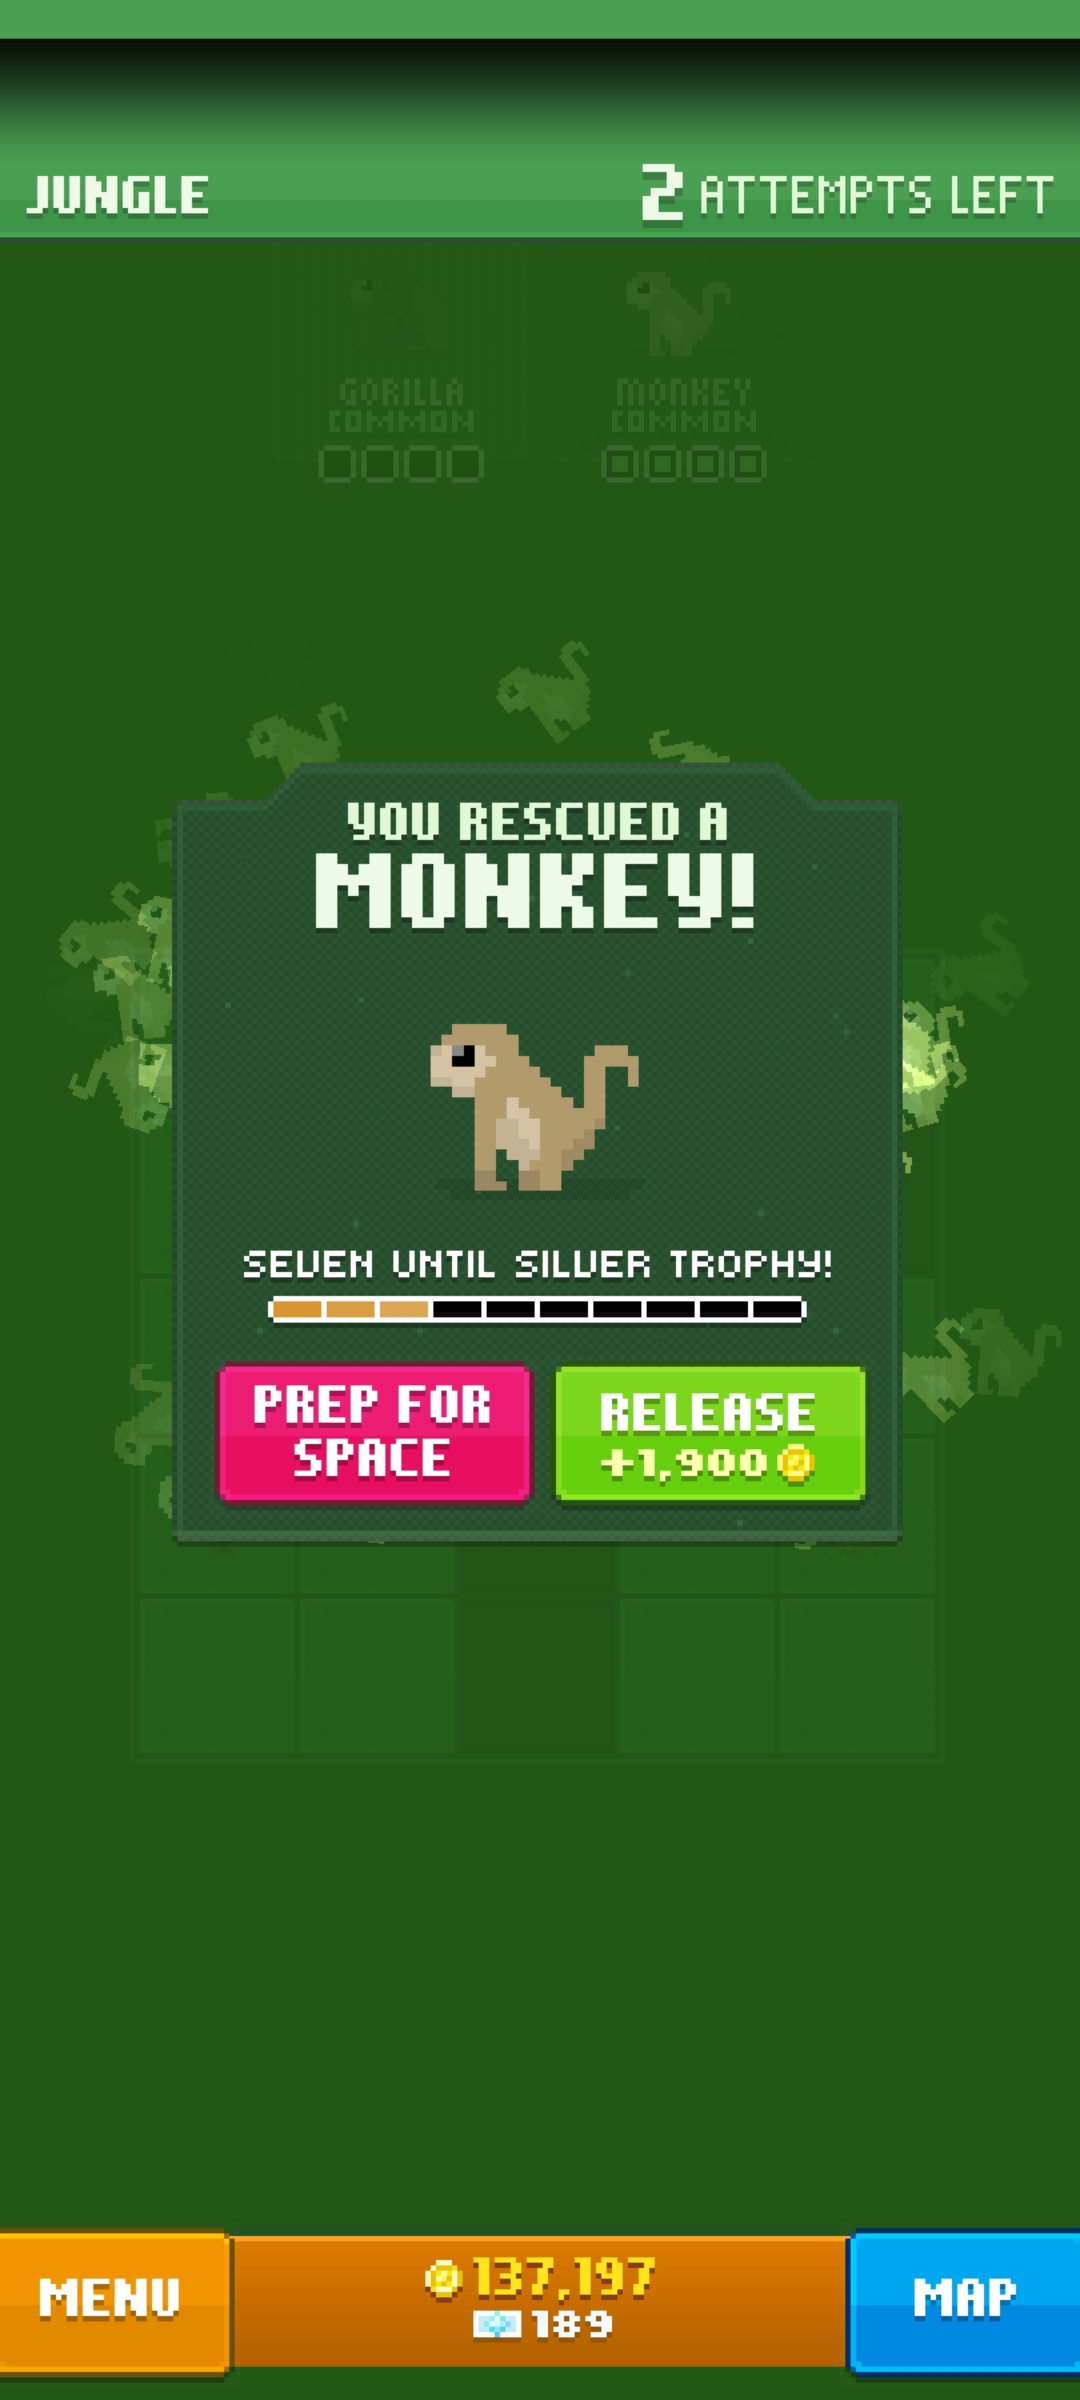 JUNGLE
2 ATTEMPTS LEFT
GORILLA
COMMON
MONKEY
COMMON
YOU RESCUED A
MONKEY!
SEVEN UNTIL SILVER TROPHY!
PREP FOR
SPACE
RELEASE
+1,900
MENU
137,197
189
MAP